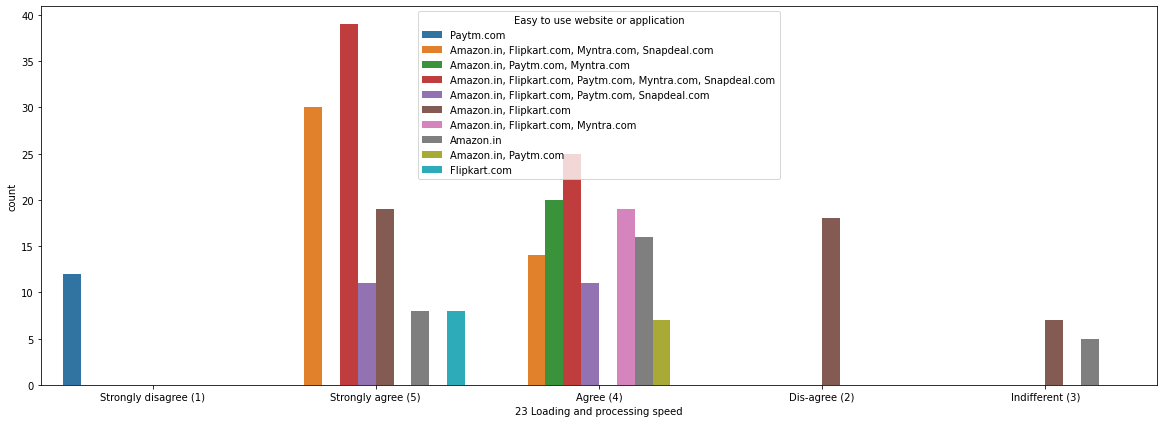 Easy to use website or application
Paytm.com
Amazon.in, Flipkart.com, Myntra.com, Snapdeal.com
Amazon.in, Paytm.com, Myntra.com
Amazon.in, Flipkart.com, Paytm.com, Myntra.com, Snapdeal.com
Amazon.in, Flipkart.com, Paytm.com, Snapdeal.com
Amazon.in, Flipkart.com
Amazon.in, Flipkart.com, Myntra.com
Amazon.in
Amazon.in, Paytm.com
Flipkart.com
40
35
30
25
20
15
10
5
0
count
Strongly disagree (1)
Strongly agree (5)
Agree (4)
Dis-agree (2)
Indifferent (3)
23 Loading and processing speed